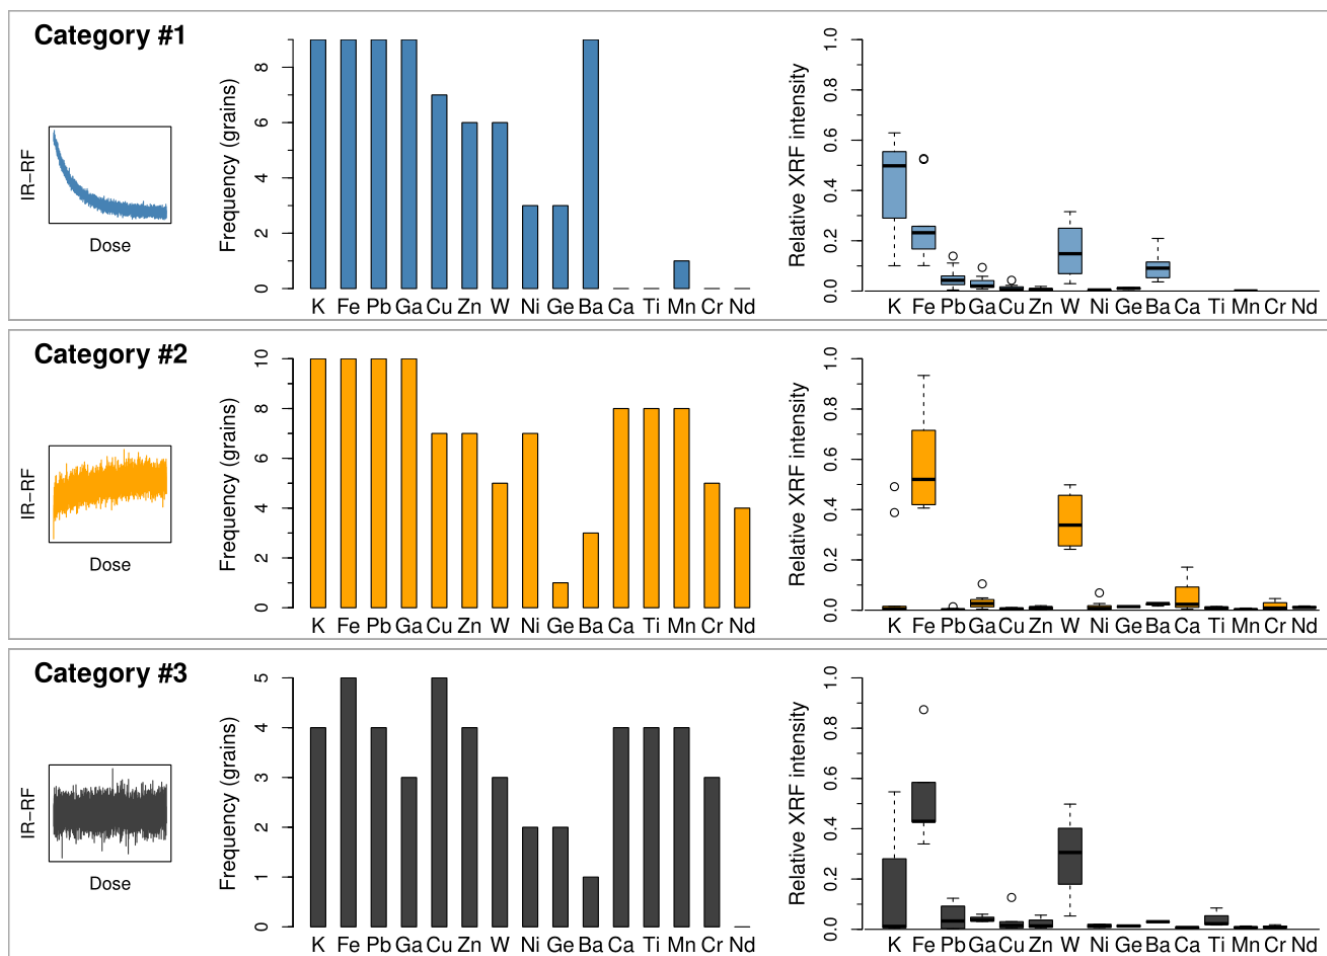 Category #1
IR−RF
Dose
Frequency (grains)
0 2 4 6 8
K Fe Pb Ga Cu Zn W Ni Ge Ba Ca Ti Mn Cr Nd
Relative XRF intensity
0.0 0.2 0.4 0.6 0.8 1.0
K Fe Pb Ga Cu Zn W Ni Ge Ba Ca Ti Mn Cr Nd
Category #2
IR−RF
Dose
Frequency (grains)
0 2 4 6 8 10
K Fe Pb Ga Cu Zn W Ni Ge Ba Ca Ti Mn Cr Nd
Relative XRF intensity
0.0 0.2 0.4 0.6 0.8 1.0
K Fe Pb Ga Cu Zn W Ni Ge Ba Ca Ti Mn Cr Nd
Category #3
IR−RF
Dose
Frequency (grains)
0 1 2 3 4 5
K Fe Pb Ga Cu Zn W Ni Ge Ba Ca Ti Mn Cr Nd
Relative XRF intensity
0.0 0.2 0.4 0.6 0.8 1.0
K Fe Pb Ga Cu Zn W Ni Ge Ba Ca Ti Mn Cr Nd